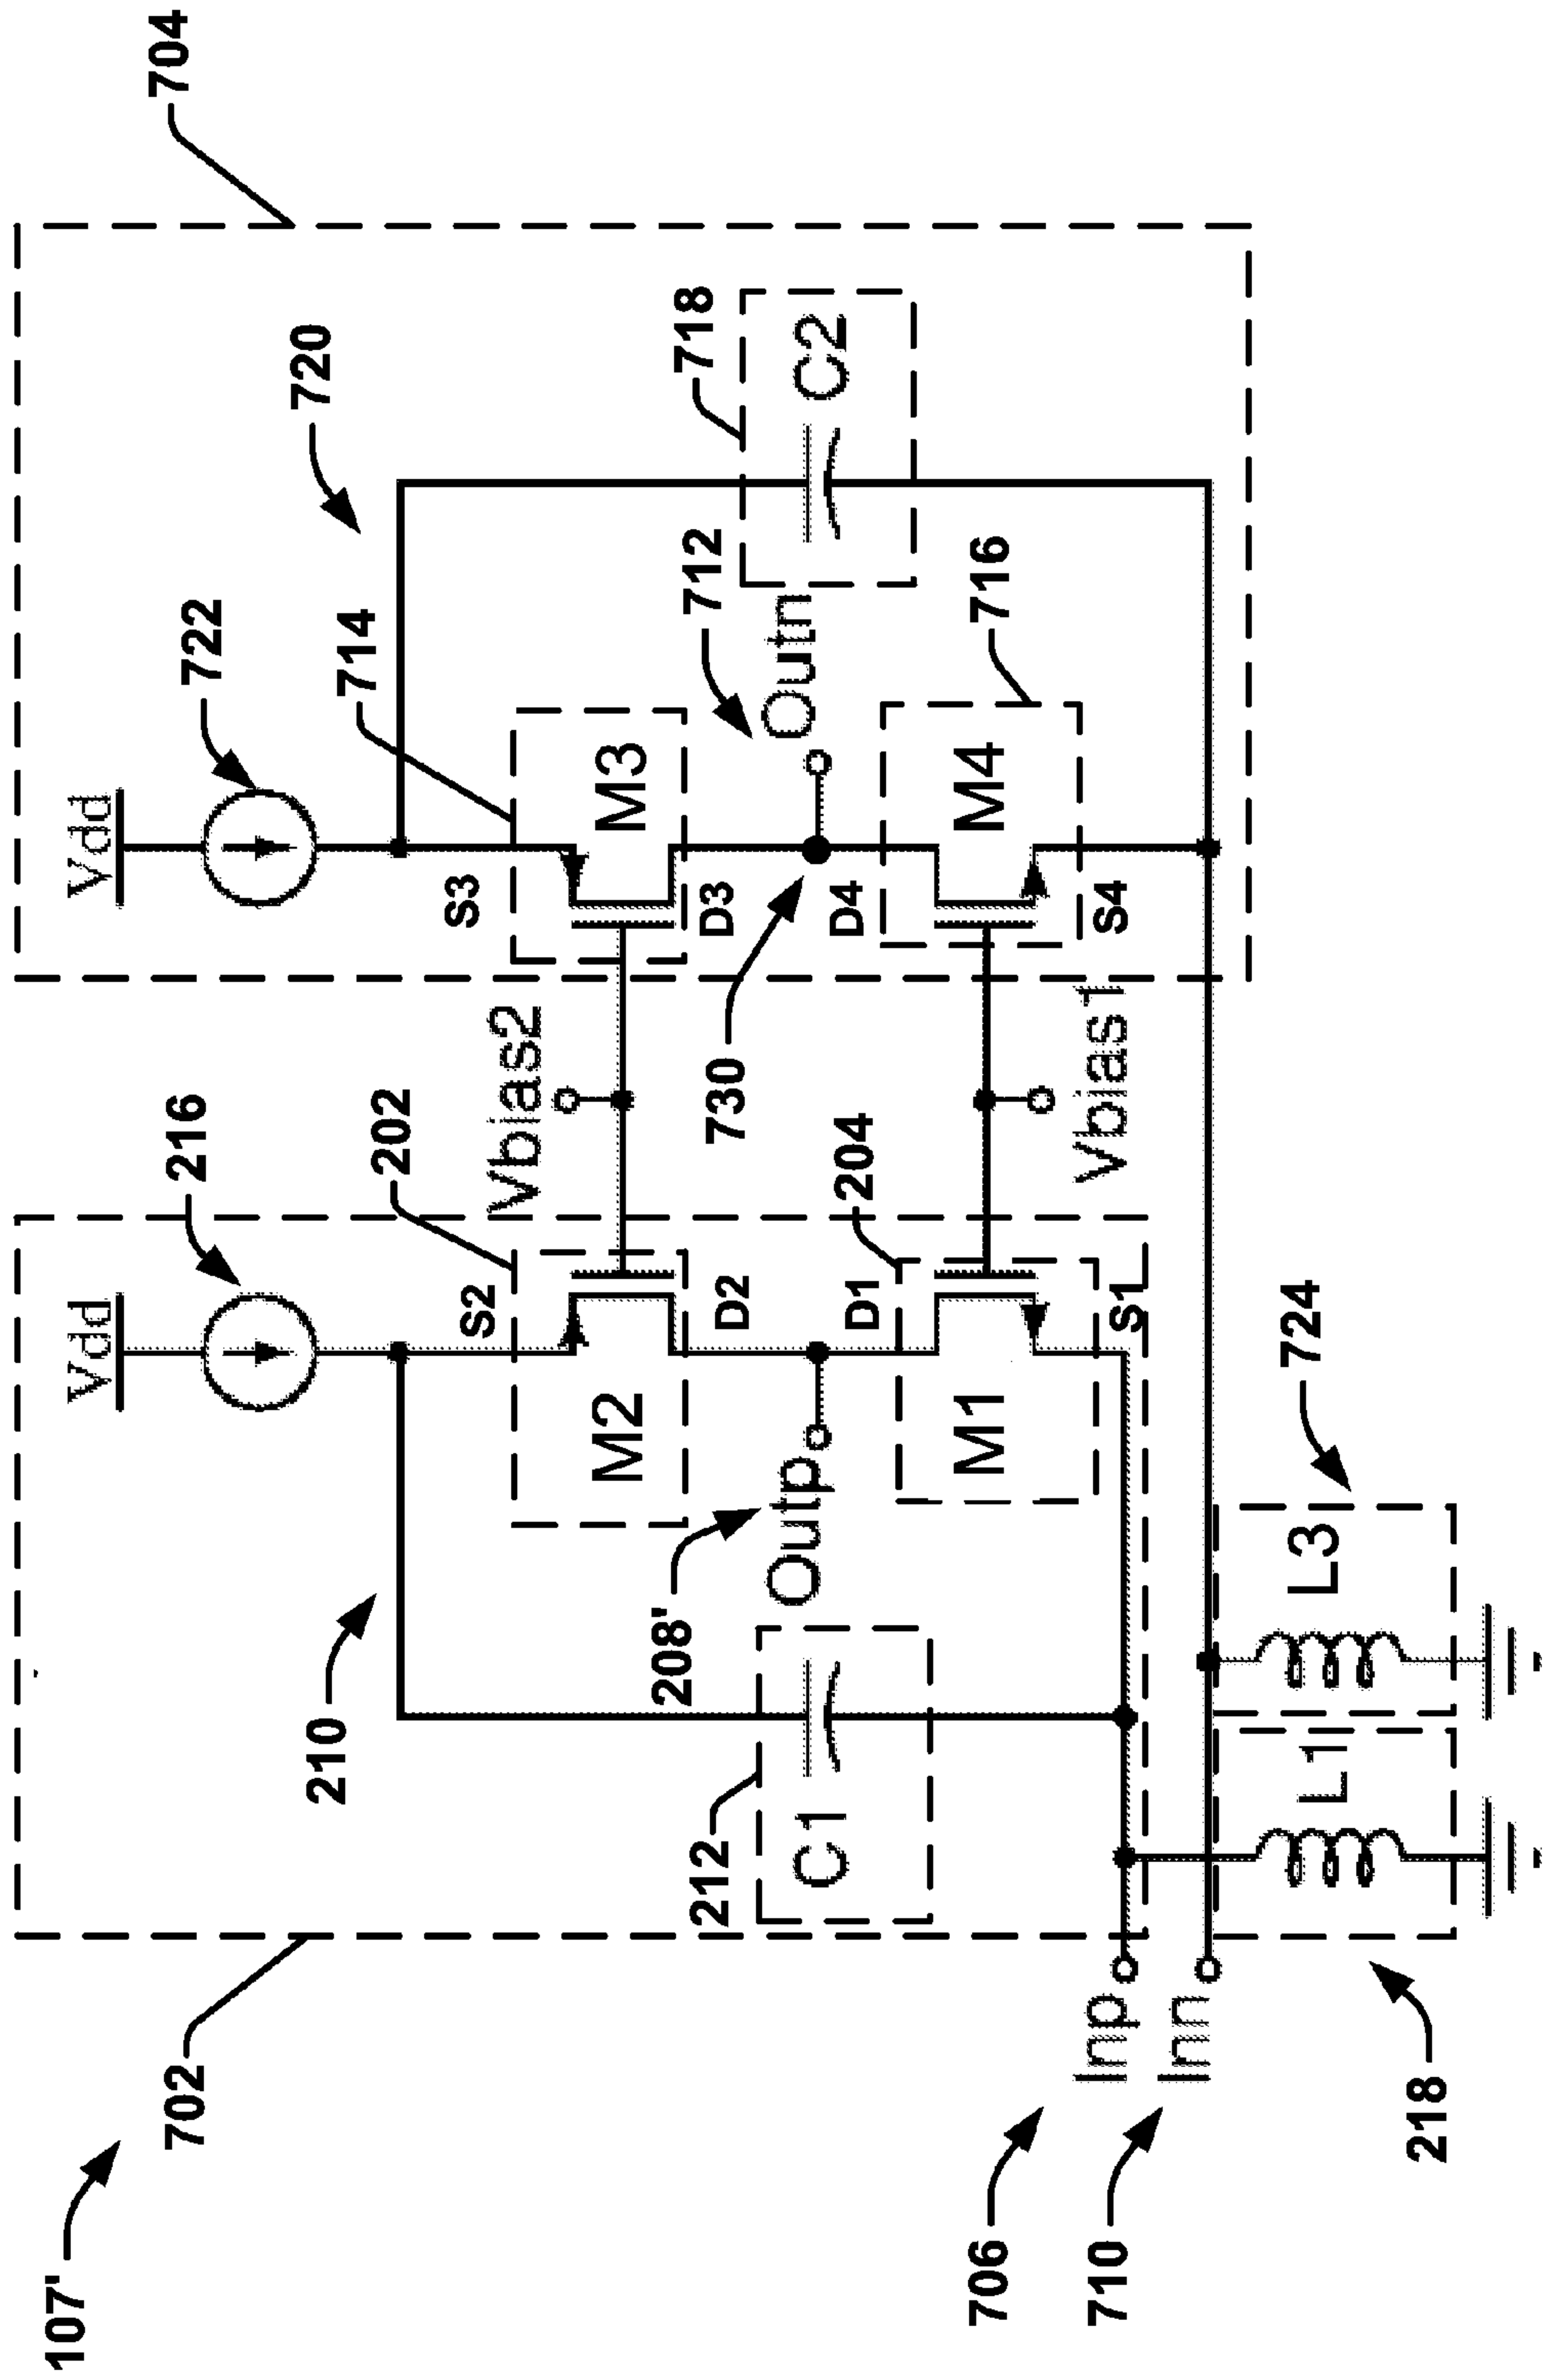 107'
702
704
Vdd
Vdd
216
722
720
210
202
714
S2
S3
Vbias2
M2
M3
D2
D3
718
C2
212
C1
208'
Outp
712
Outn
730
D1
D4
204
716
M1
M4
S1
S4
Vbias1
706
Inp
710
Inn
L1
L3
724
218